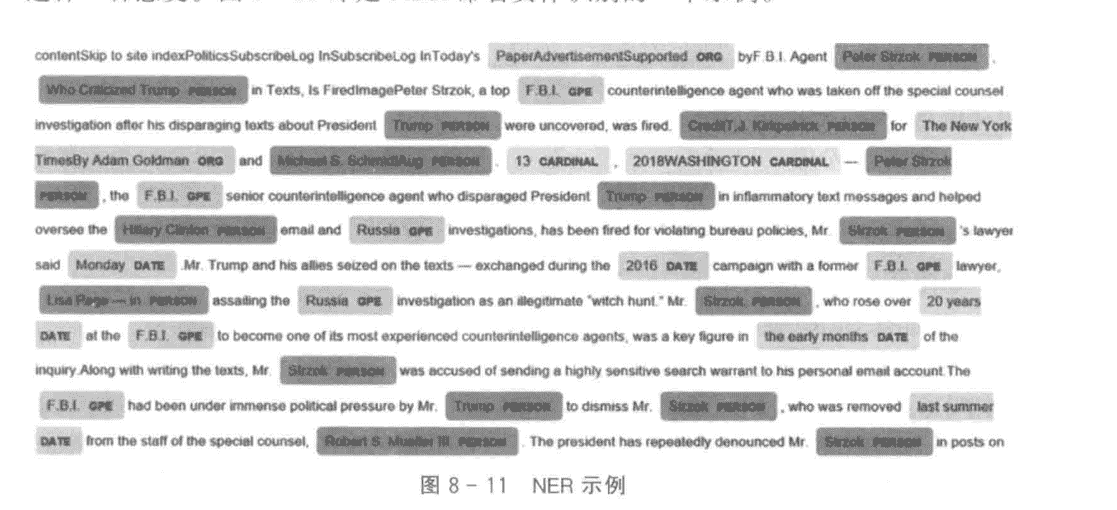 contentSkip to site indexPoliticsSubscribeLog InSubscribeLog InToday's PaperAdvertisementSupported ORG byF.B.I. Agent Peter Strzok PERSON ,
Who Criticized Trump PERSON in Texts, Is FiredImagePeter Strzok, a top F.B.I. GPE counterintelligence agent who was taken off the special counsel
investigation after his disparaging texts about President Trump PERSON were uncovered, was fired. CreditT.J. Kirkpatrick PERSON for The New York
TimesBy Adam Goldman ORG and Michael S. SchmidtAug PERSON . 13 CARDINAL , 2018WASHINGTON CARDINAL — Peter Strzok
PERSON , the F.B.I. GPE senior counterintelligence agent who disparaged President Trump PERSON in inflammatory text messages and helped
oversee the Hillary Clinton PERSON email and Russia GPE investigations, has been fired for violating bureau policies, Mr. Strzok PERSON 's lawyer
said Monday DATE .Mr. Trump and his allies seized on the texts — exchanged during the 2016 DATE campaign with a former F.B.I. GPE lawyer,
Lisa Page — in PERSON assailing the Russia GPE investigation as an illegitimate "witch hunt." Mr. Strzok PERSON , who rose over 20 years
DATE at the F.B.I. GPE to become one of its most experienced counterintelligence agents, was a key figure in the early months DATE of the
inquiry.Along with writing the texts, Mr. Strzok PERSON was accused of sending a highly sensitive search warrant to his personal email account.The
F.B.I. GPE had been under immense political pressure by Mr. Trump PERSON to dismiss Mr. Strzok PERSON , who was removed last summer
DATE from the staff of the special counsel, Robert S. Mueller III PERSON . The president has repeatedly denounced Mr. Strzok PERSON in posts on
图 8 - 11 NER 示例